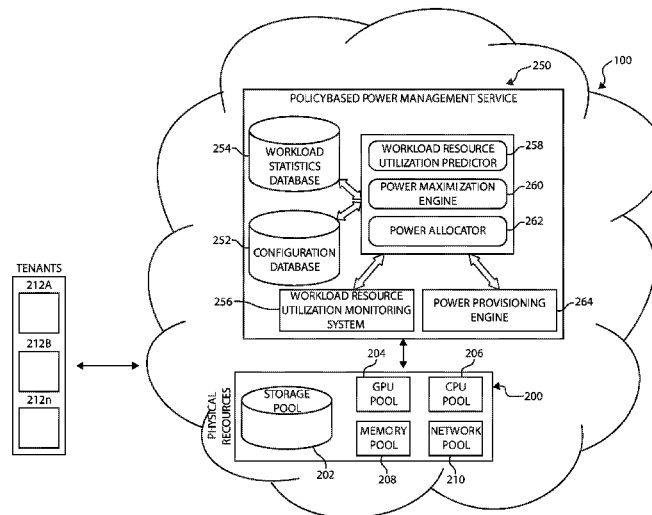 250
100
POLICYBASED POWER MANAGEMENT SERVICE
254
WORKLOAD
STATISTICS
DATABASE
WORKLOAD RESOURCE
UTILIZATION PREDICTOR
258
POWER MAXIMIZATION
ENGINE
260
POWER ALLOCATOR
262
252
CONFIGURATION
DATABASE
256
WORKLOAD RESOURCE
UTILIZATION MONITORING
SYSTEM
POWER PROVISIONING
ENGINE
264
TENANTS
212A
212B
212n
PHYSICAL
RECOURCES
STORAGE
POOL
202
204
GPU
POOL
206
CPU
POOL
200
MEMORY
POOL
208
NETWORK
POOL
210